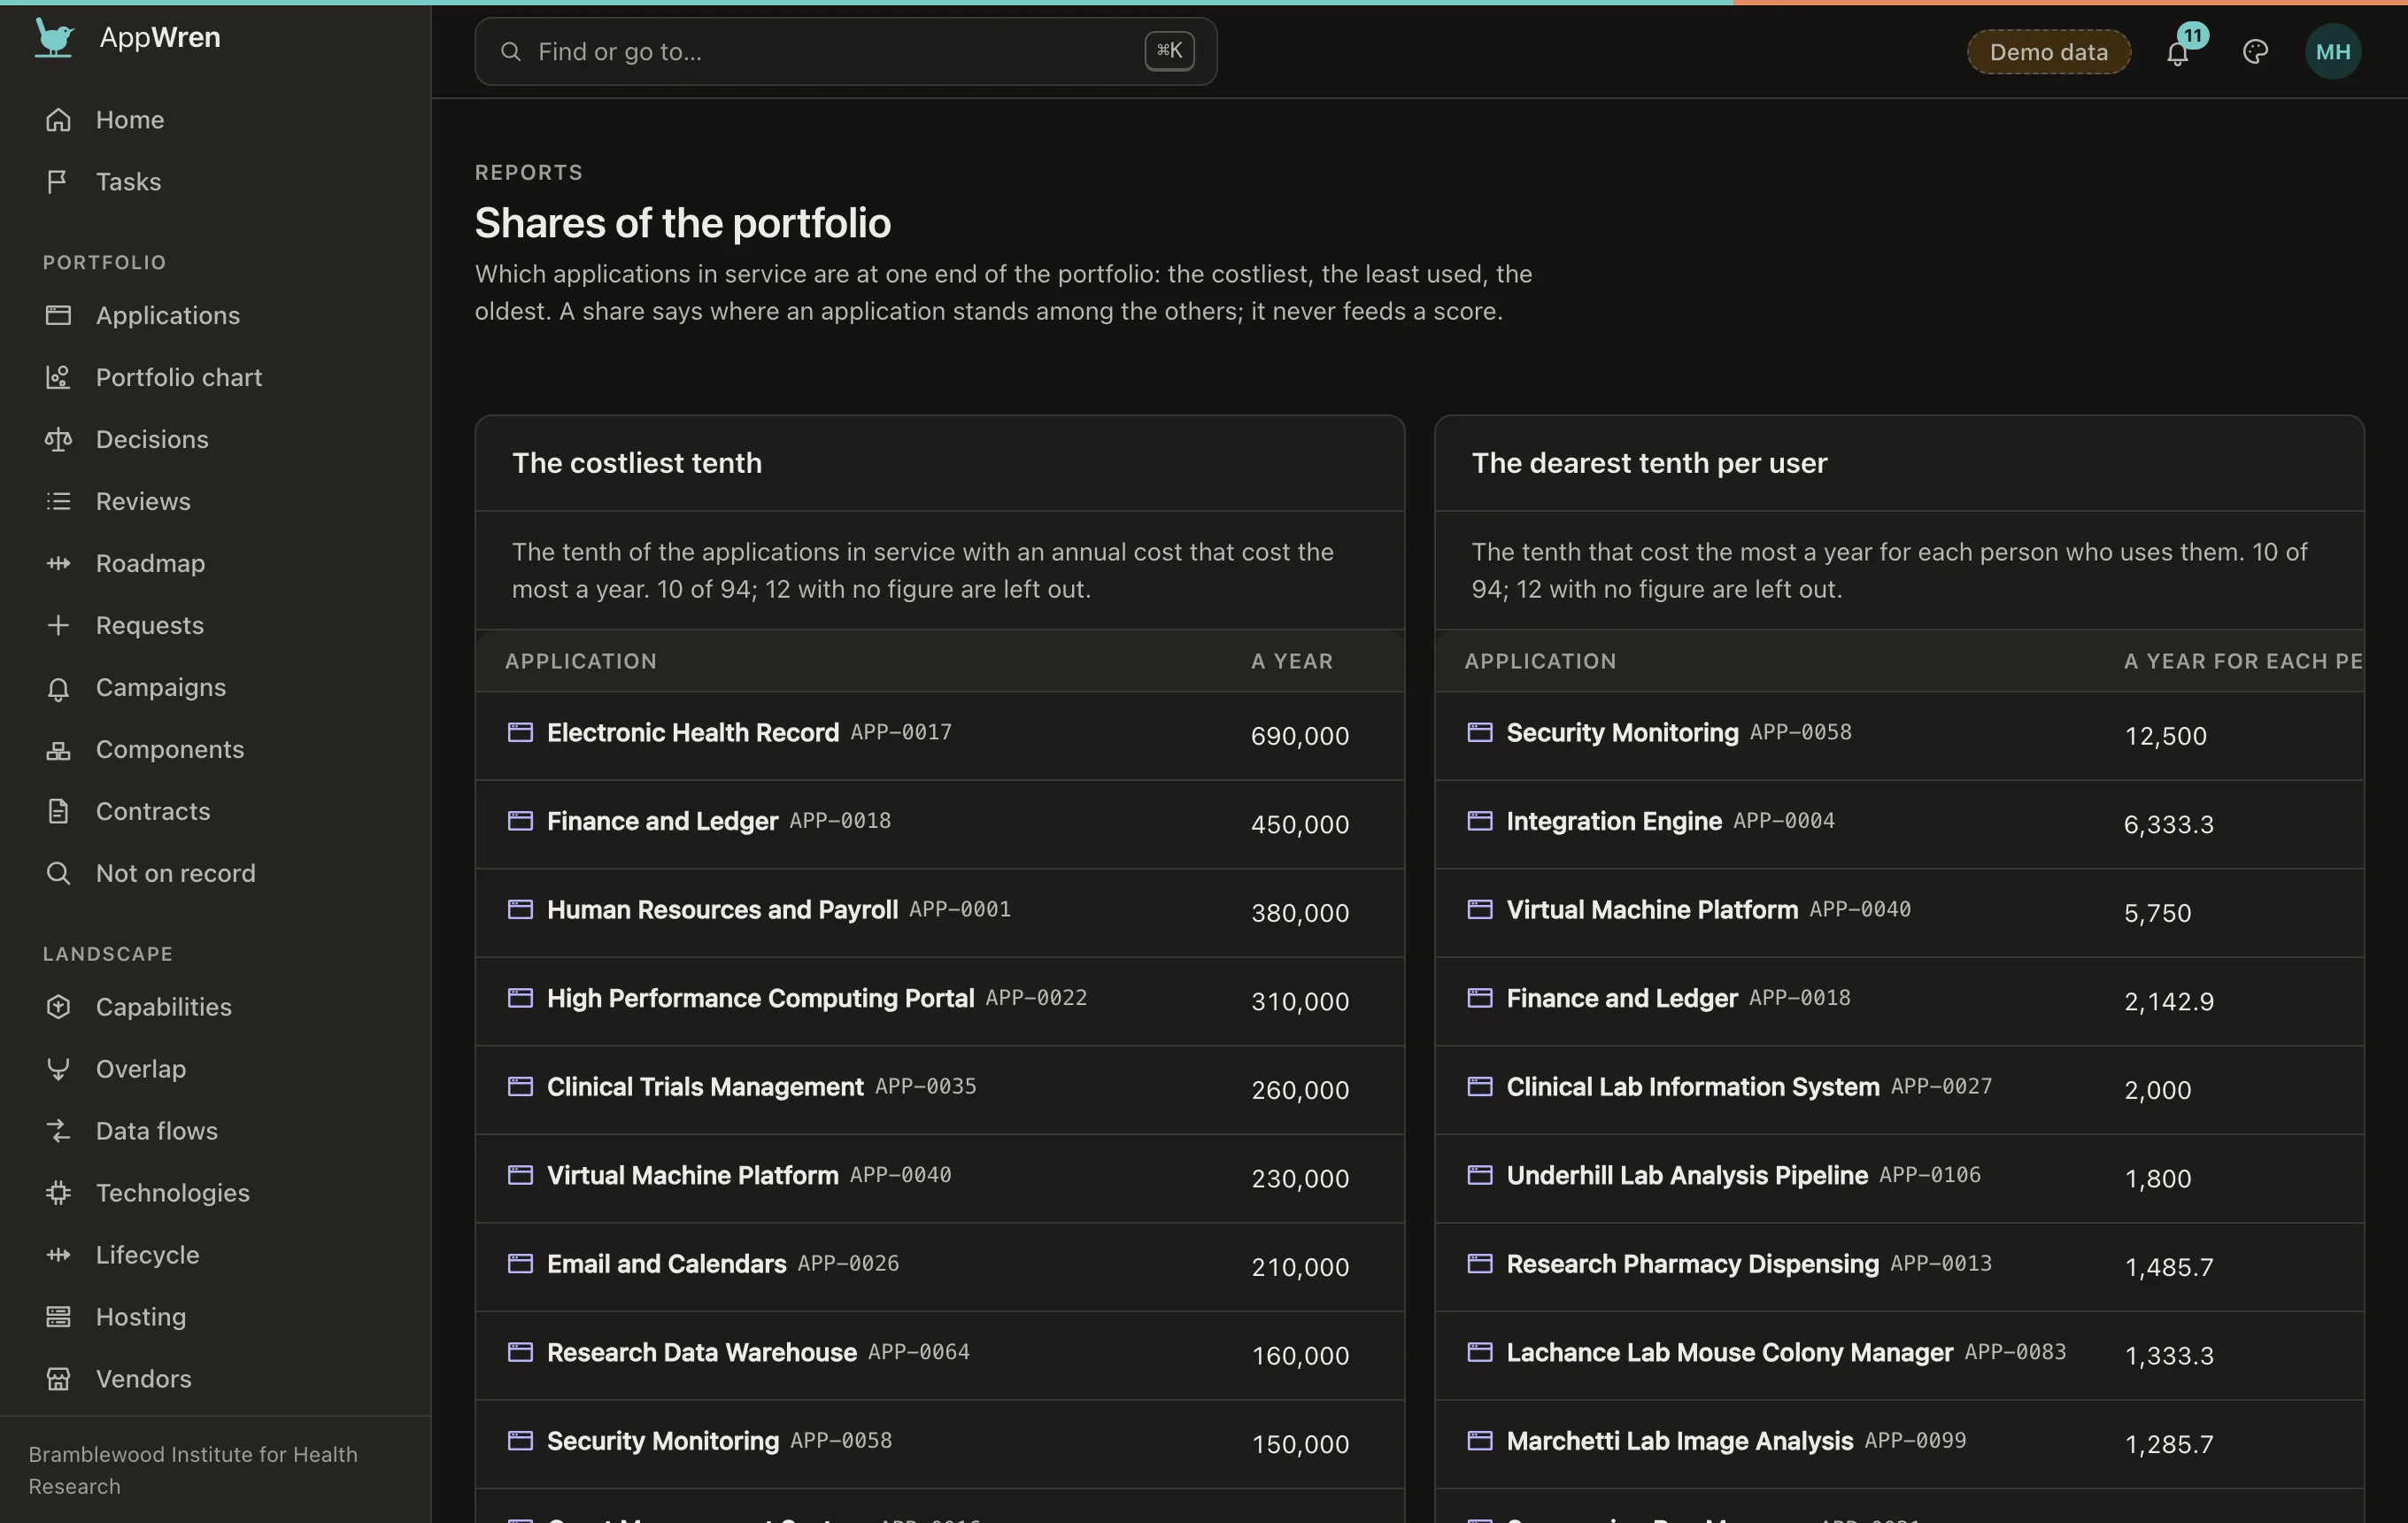 AppWren
Find or go to...
⌘K
Demo data
11
MH
Home
Tasks
PORTFOLIO
Applications
Portfolio chart
Decisions
Reviews
Roadmap
Requests
Campaigns
Components
Contracts
Not on record
LANDSCAPE
Capabilities
Overlap
Data flows
Technologies
Lifecycle
Hosting
Vendors
Bramblewood Institute for Health
Research
REPORTS
Shares of the portfolio
Which applications in service are at one end of the portfolio: the costliest, the least used, the
oldest. A share says where an application stands among the others; it never feeds a score.
The costliest tenth
The tenth of the applications in service with an annual cost that cost the
most a year. 10 of 94; 12 with no figure are left out.
APPLICATION A YEAR
Electronic Health Record APP-0017 690,000
Finance and Ledger APP-0018 450,000
Human Resources and Payroll APP-0001 380,000
High Performance Computing Portal APP-0022 310,000
Clinical Trials Management APP-0035 260,000
Virtual Machine Platform APP-0040 230,000
Email and Calendars APP-0026 210,000
Research Data Warehouse APP-0064 160,000
Security Monitoring APP-0058 150,000
The dearest tenth per user
The tenth that cost the most a year for each person who uses them. 10 of
94; 12 with no figure are left out.
APPLICATION A YEAR FOR EACH PE
Security Monitoring APP-0058 12,500
Integration Engine APP-0004 6,333.3
Virtual Machine Platform APP-0040 5,750
Finance and Ledger APP-0018 2,142.9
Clinical Lab Information System APP-0027 2,000
Underhill Lab Analysis Pipeline APP-0106 1,800
Research Pharmacy Dispensing APP-0013 1,485.7
Lachance Lab Mouse Colony Manager APP-0083 1,333.3
Marchetti Lab Image Analysis APP-0099 1,285.7